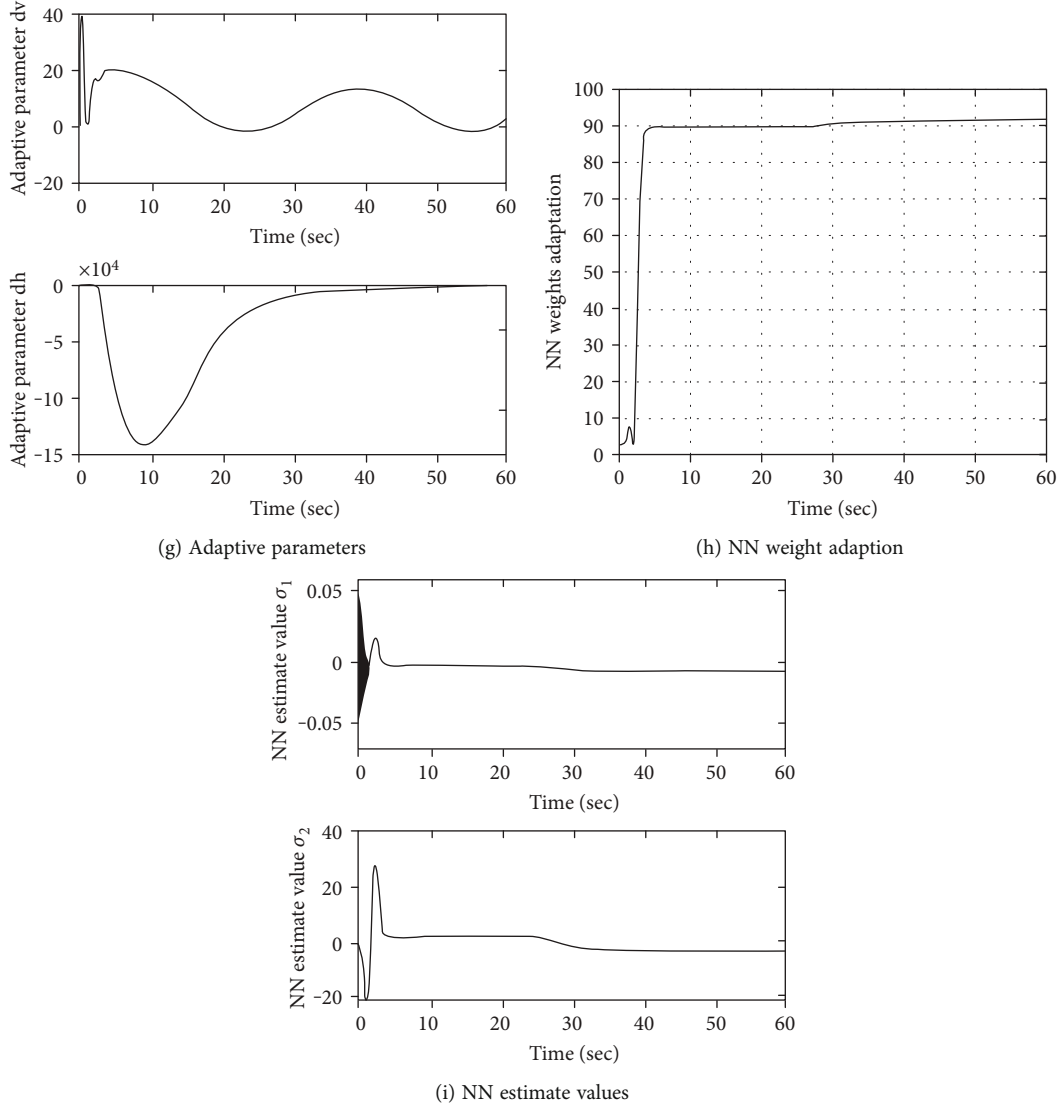 Adaptive parameter dv
40
20
0
-20
0 10 20 30 40 50 60
Time (sec)
×10⁴
Adaptive parameter dh
0
-5
-10
-15
0 10 20 30 40 50 60
Time (sec)
(g) Adaptive parameters
NN weights adaptation
100
90
80
70
60
50
40
30
20
10
0
0 10 20 30 40 50 60
Time (sec)
(h) NN weight adaption
NN estimate value σ₁
0.05
0
-0.05
0 10 20 30 40 50 60
Time (sec)
NN estimate value σ₂
40
20
0
-20
0 10 20 30 40 50 60
Time (sec)
(i) NN estimate values